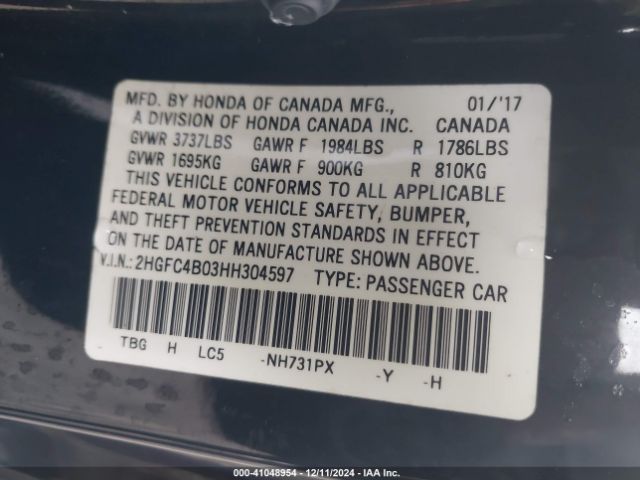 MFD. BY HONDA OF CANADA MFG., 01/'17
A DIVISION OF HONDA CANADA INC. CANADA
GVWR 3737LBS GAWR F 1984LBS R 1786LBS
GVWR 1695KG GAWR F 900KG R 810KG
THIS VEHICLE CONFORMS TO ALL APPLICABLE
FEDERAL MOTOR VEHICLE SAFETY, BUMPER,
AND THEFT PREVENTION STANDARDS IN EFFECT
ON THE DATE OF MANUFACTURE SHOWN ABOVE.
V.I.N.: 2HGFC4B03HH304597 TYPE: PASSENGER CAR
TBG H LC5 -NH731PX -Y -H
000-41048954 - 12/11/2024 - IAA Inc.